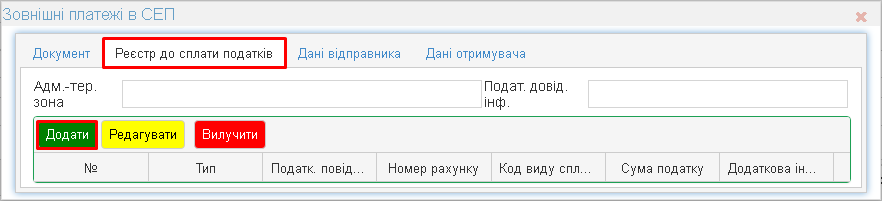 Зовнішні платежі в СЕП
Документ Реєстр до сплати податків Дані відправника Дані отримувача
Адм.-тер. зона Подат. довід. інф.
Додати Редагувати Вилучити
№ Тип Податк. повід... Номер рахунку Код виду спл... Сума податку Додаткова ін...